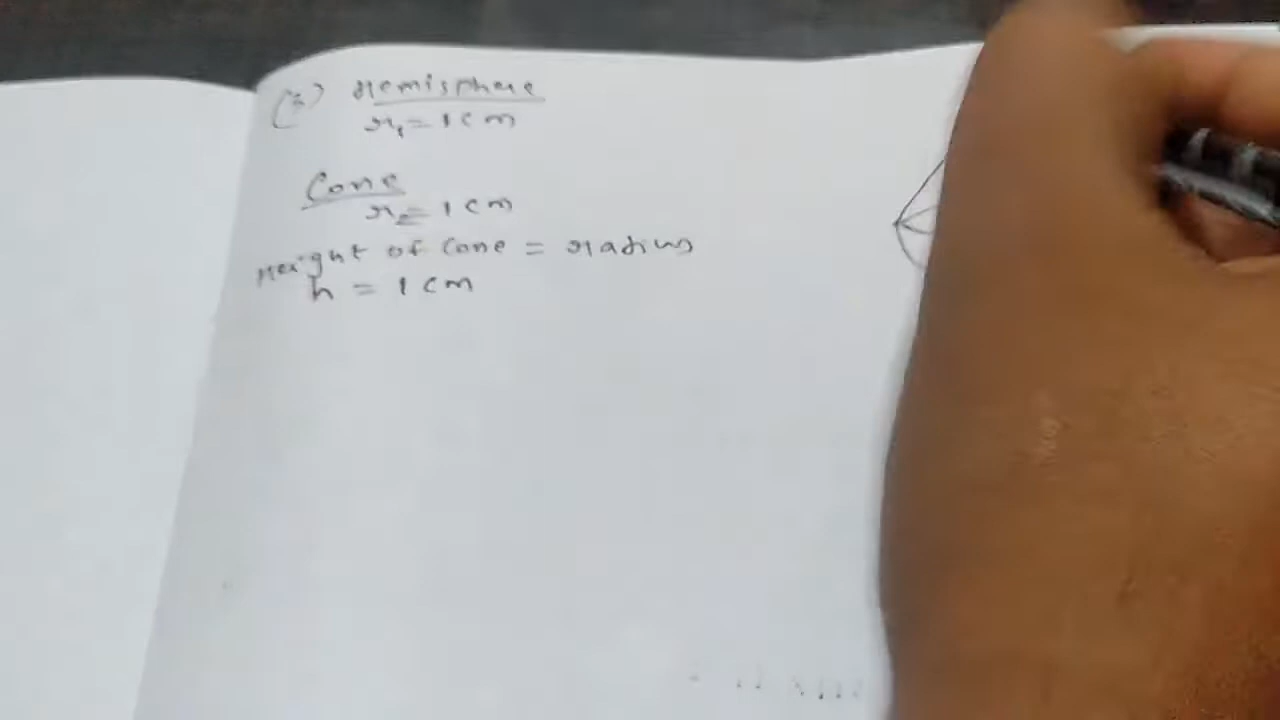 Hemisphere
r₁ = 1 cm
Cone
r₂ = 1 cm
Height of Cone = radius
h = 1 cm